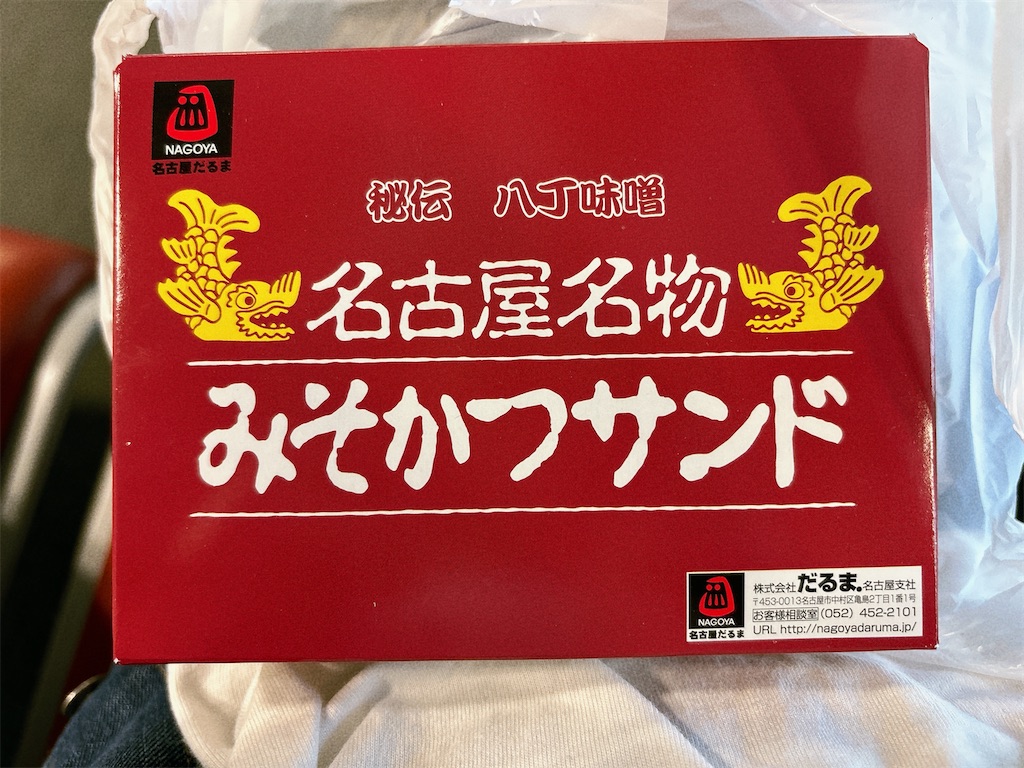 NAGOYA
名古屋だるま
秘伝 八丁味噌
名古屋名物
みそかつサンド
NAGOYA
名古屋だるま
株式会社だるま.名古屋支社
〒453-0013名古屋市中村区亀島2丁目1番1号
お客様相談室(052) 452-2101
URL http://nagoyadaruma.jp/